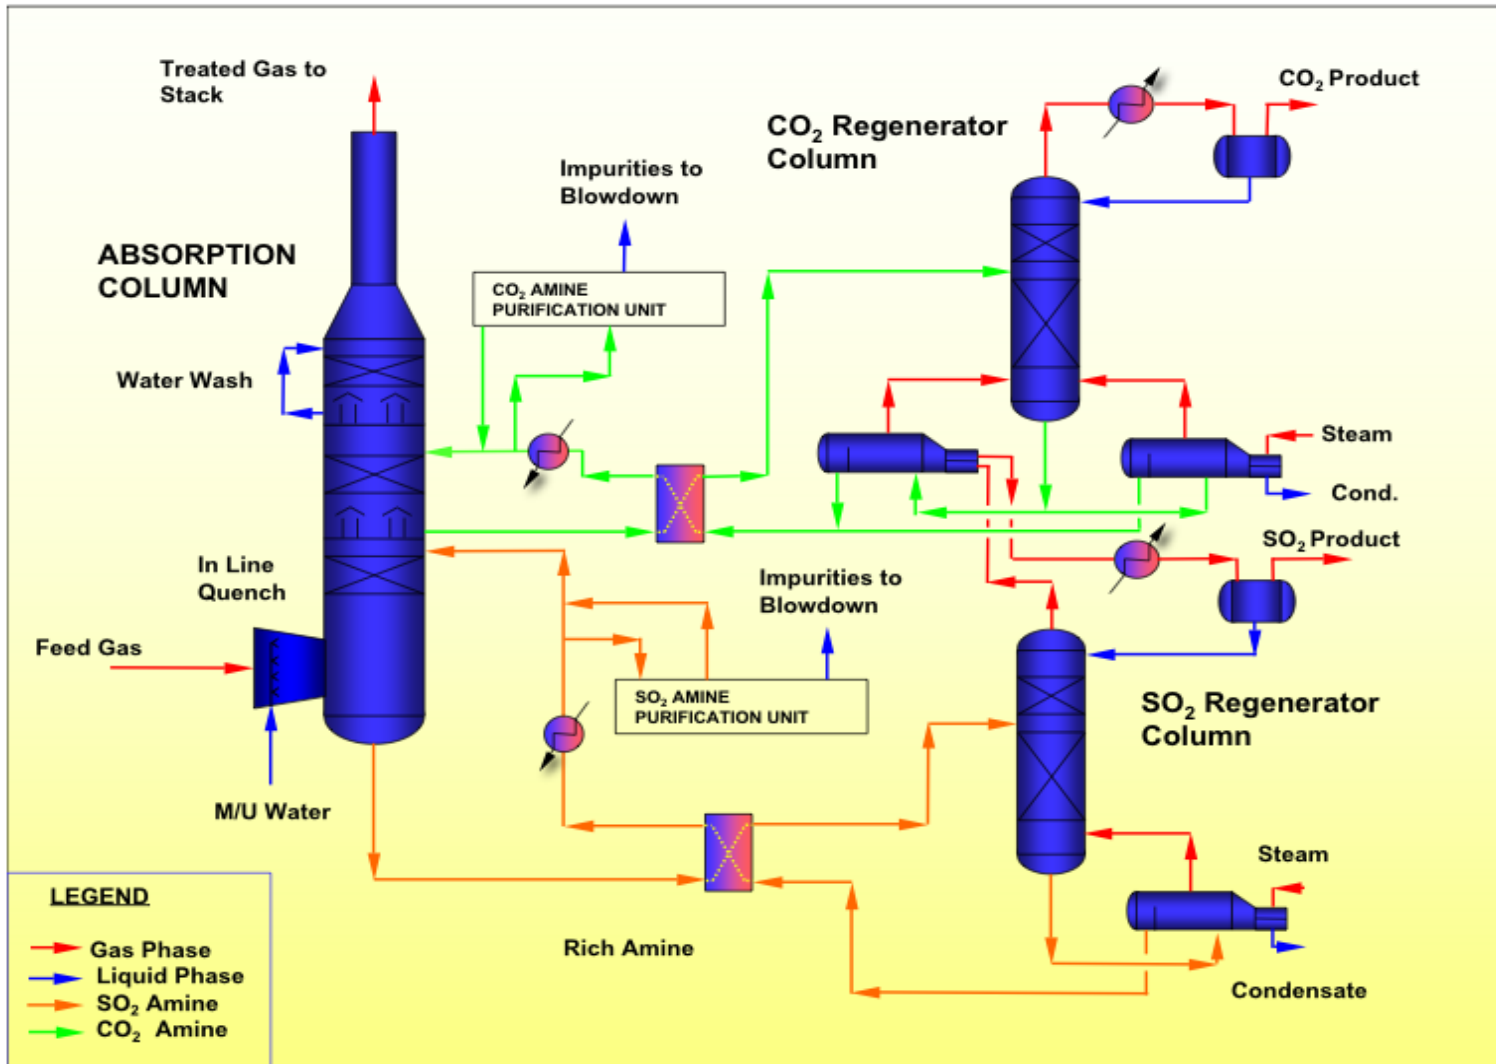 Treated Gas to
Stack
CO₂ Product
CO₂ Regenerator
Column
Impurities to
Blowdown
ABSORPTION
COLUMN
CO₂ AMINE
PURIFICATION UNIT
Water Wash
Steam
Cond.
SO₂ Product
In Line
Quench
Impurities to
Blowdown
Feed Gas
SO₂ AMINE
PURIFICATION UNIT
SO₂ Regenerator
Column
M/U Water
Steam
LEGEND
Gas Phase
Liquid Phase
SO₂ Amine
CO₂ Amine
Rich Amine
Condensate